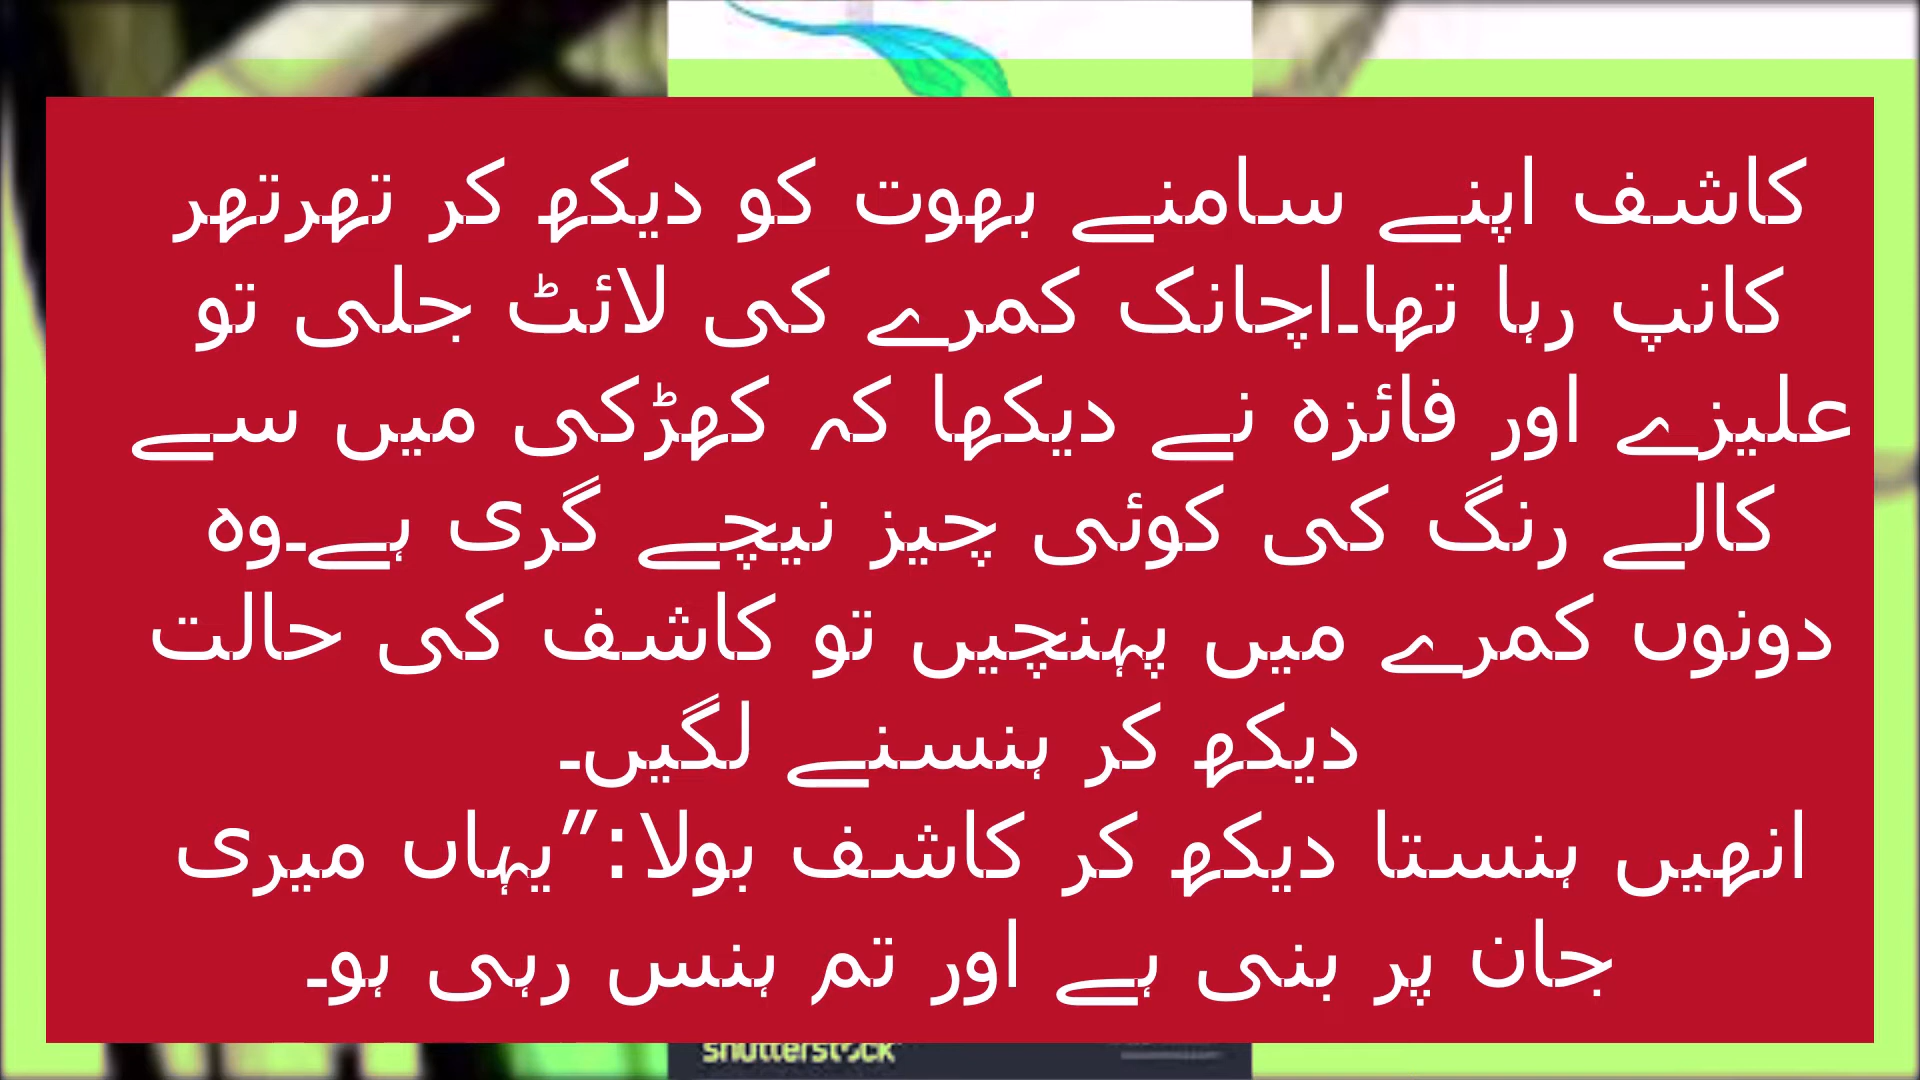 کاشف اپنے سامنے بھوت کو دیکھ کر تھرتھر
کانپ رہا تھا۔اچانک کمرے کی لائٹ جلی تو
علیزے اور فائزہ نے دیکھا کہ کھڑکی میں سے
کالے رنگ کی کوئی چیز نیچے گری ہے۔وہ
دونوں کمرے میں پہنچیں تو کاشف کی حالت
دیکھ کر ہنسنے لگیں۔
انھیں ہنستا دیکھ کر کاشف بولا:”یہاں میری
جان پر بنی ہے اور تم ہنس رہی ہو۔
shutterstock